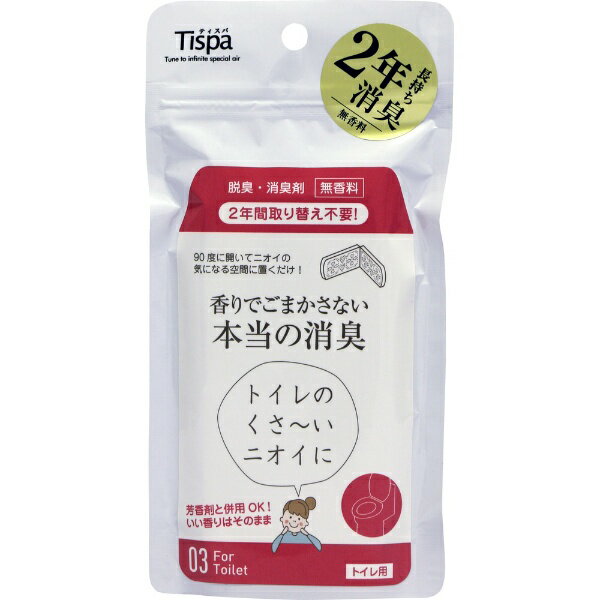 ティスパ
Tispa
Tune to infinite special air
長持ち
2年
消臭
無香料
脱臭・消臭剤 無香料
2年間取り替え不要!
90度に開いてニオイの
気になる空間に置くだけ!
香りでごまかさない
本当の消臭
トイレの
くさ〜い
ニオイに
芳香剤と併用OK!
いい香りはそのまま
03 For
Toilet
トイレ用